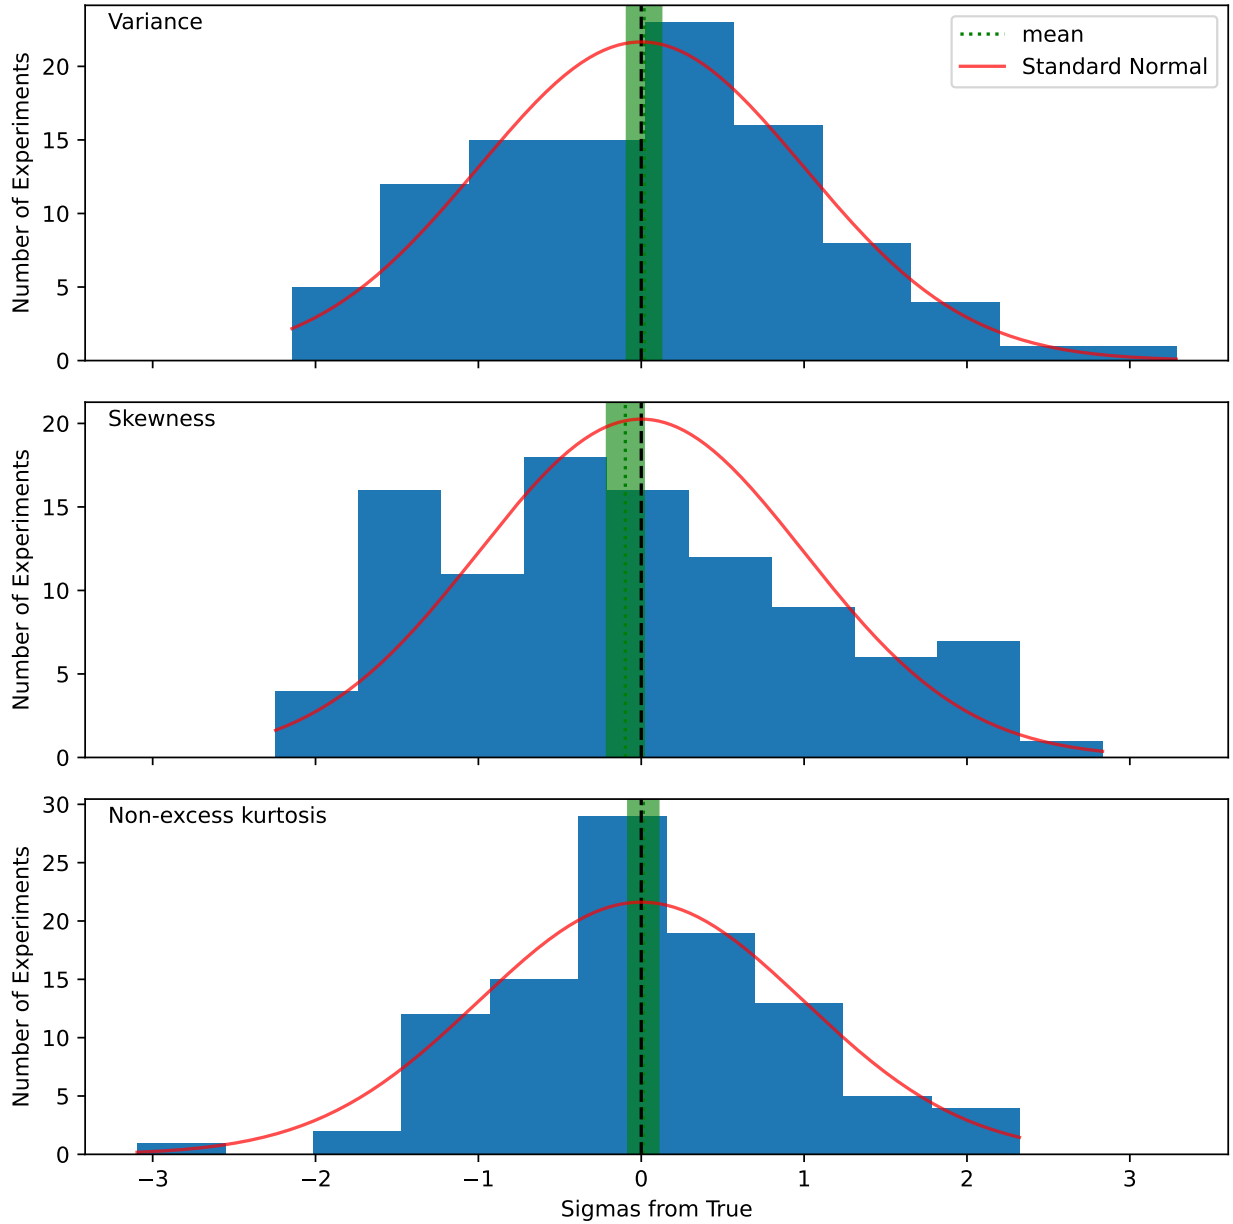 Variance
mean
Standard Normal
Number of Experiments
20
15
10
5
0
Skewness
Number of Experiments
20
15
10
5
0
Non-excess kurtosis
Number of Experiments
30
25
20
15
10
5
0
−3
−2
−1
0
1
2
3
Sigmas from True